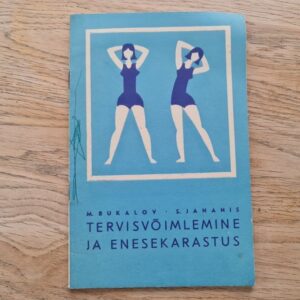 M. BUKALOV · S. JANANIS
TERVISVÕIMLEMINE
JA ENESEKARASTUS